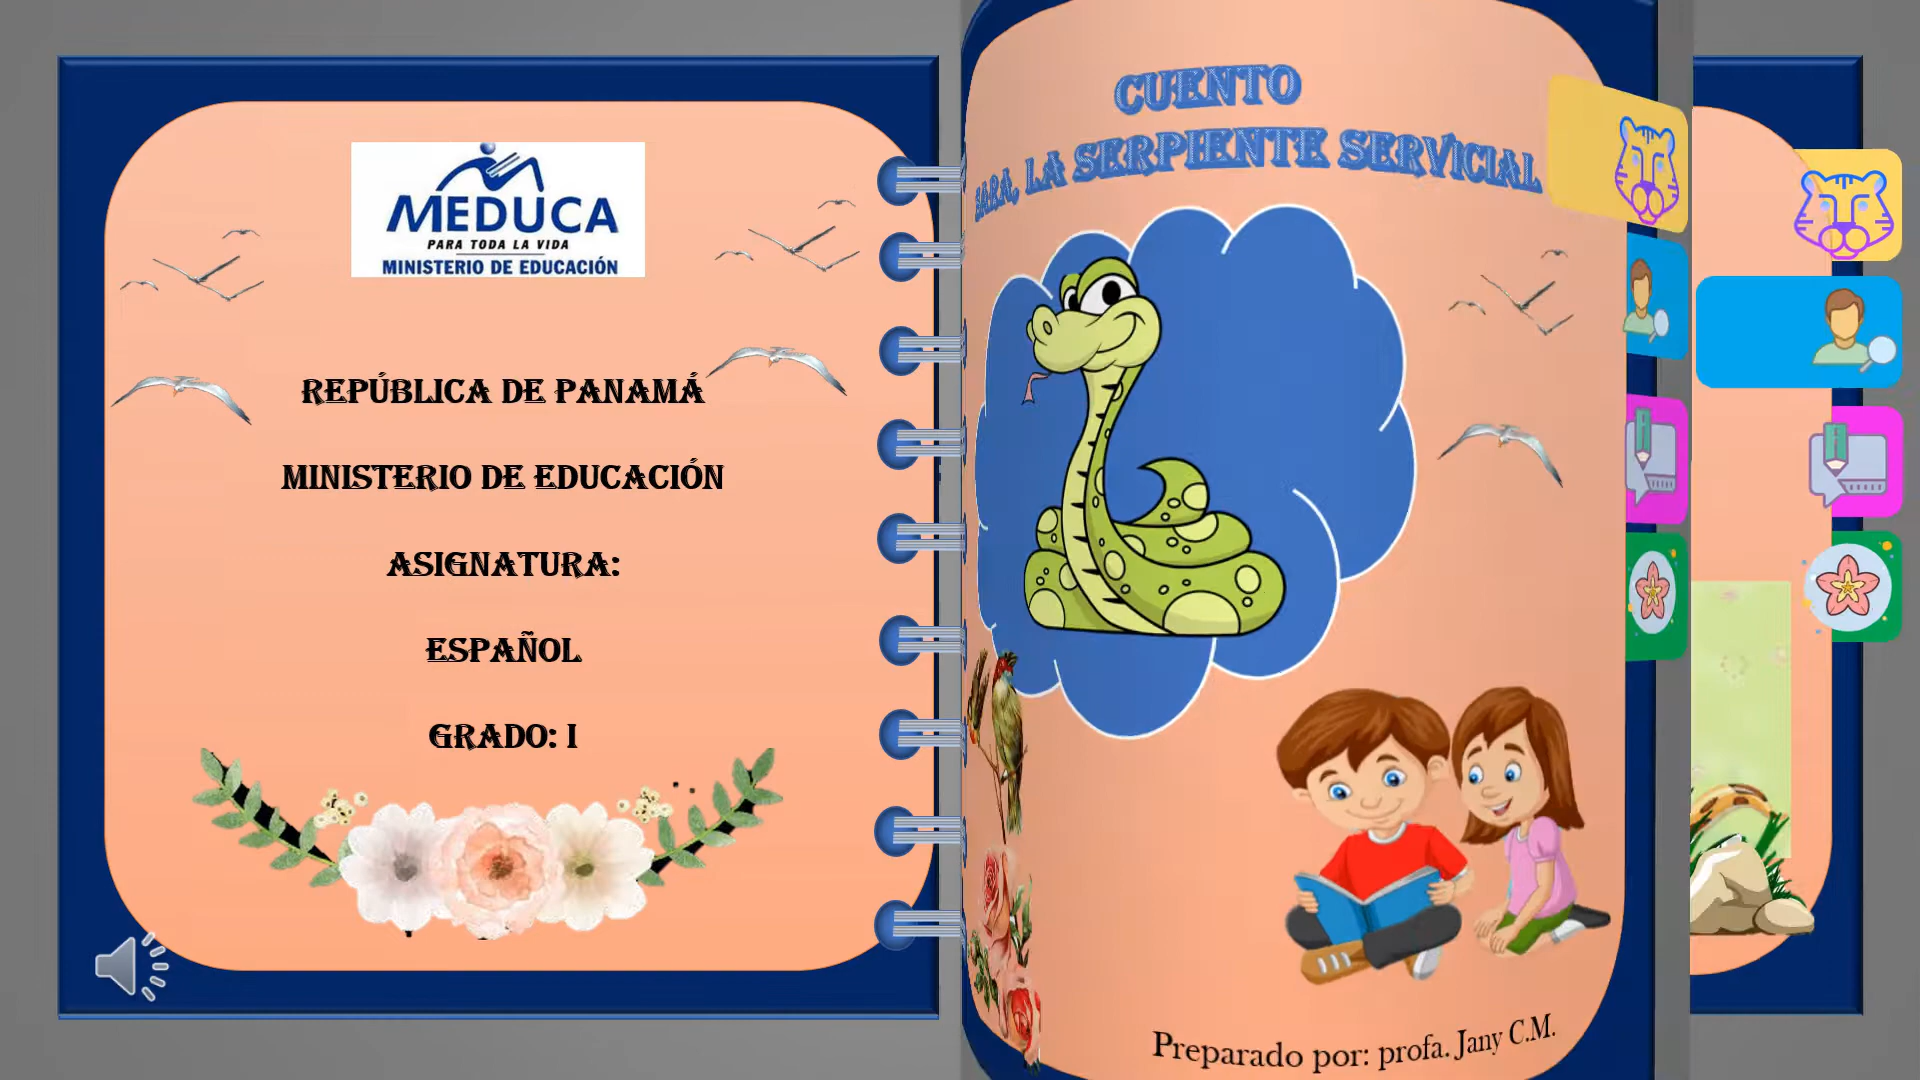 MEDUCA
PARA TODA LA VIDA
MINISTERIO DE EDUCACIÓN
REPÚBLICA DE PANAMÁ
MINISTERIO DE EDUCACIÓN
ASIGNATURA:
ESPAÑOL
GRADO: I
CUENTO
SARA, LA SERPIENTE SERVICIAL
Preparado por: profa. Jany C.M.